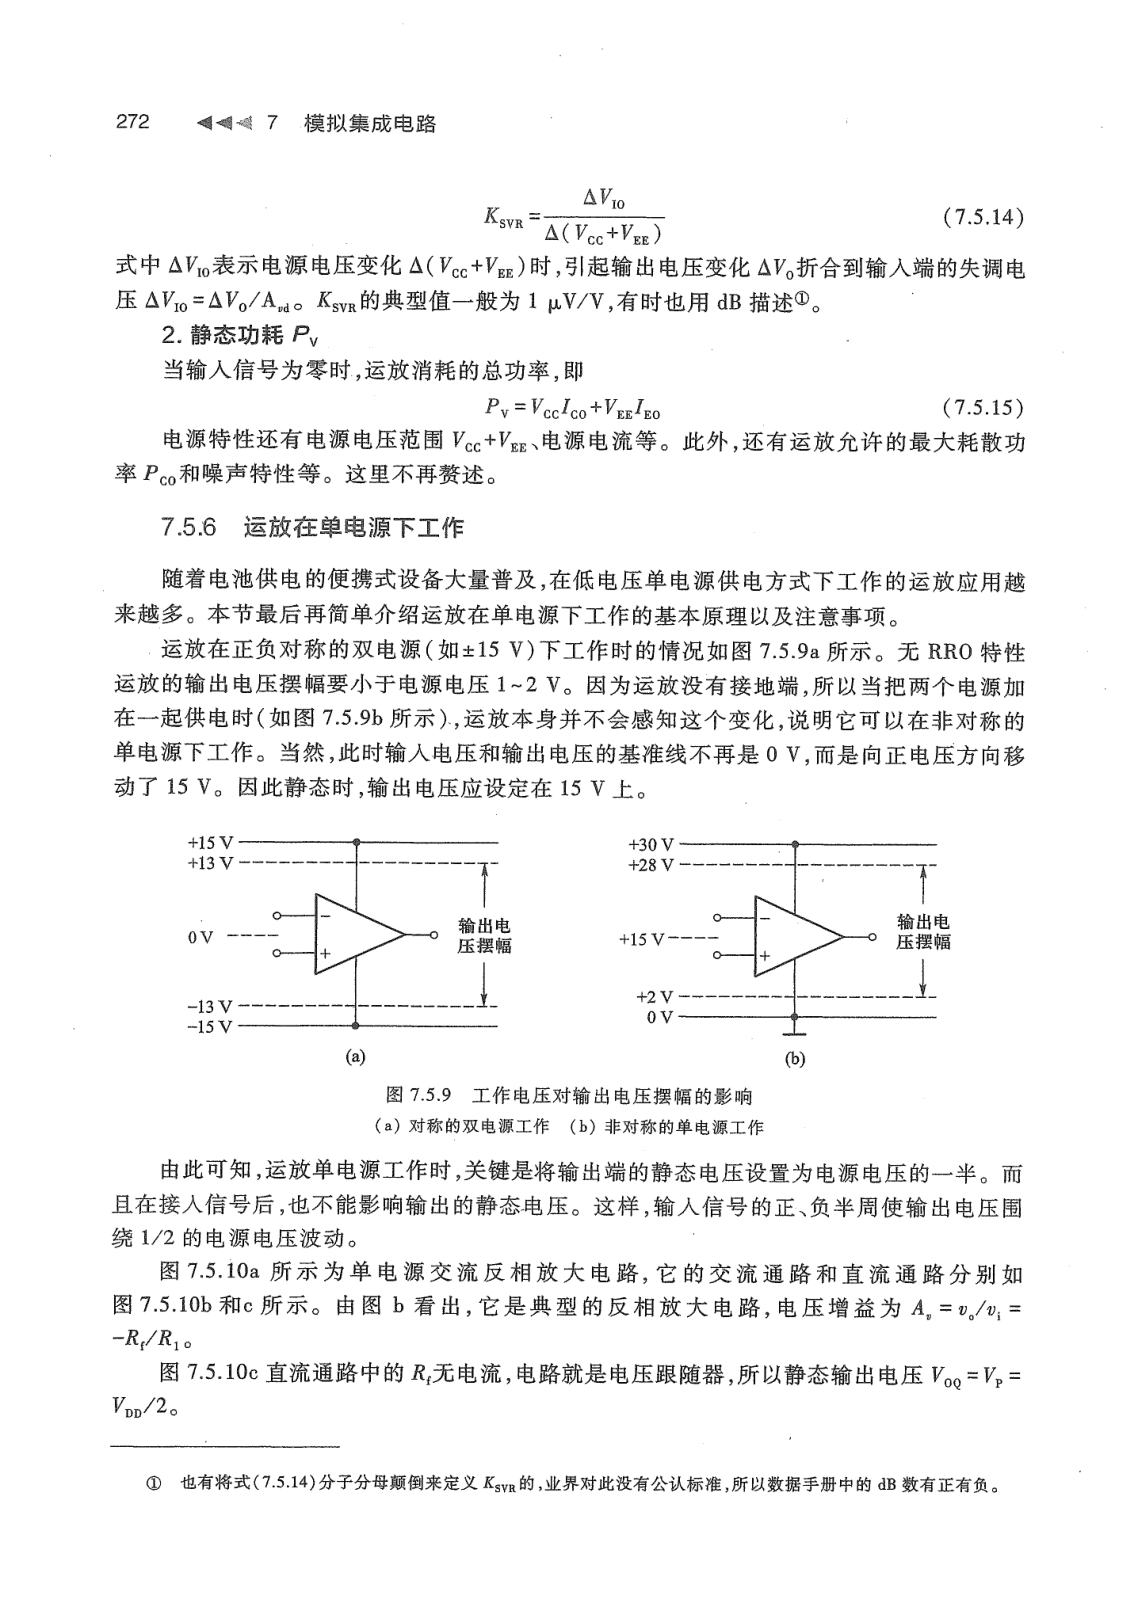 272 7 模拟集成电路
K_SVR = ΔV_IO / Δ(V_CC+V_EE) (7.5.14)
式中 ΔV_IO表示电源电压变化 Δ(V_CC+V_EE)时,引起输出电压变化 ΔV_O折合到输入端的失调电
压 ΔV_IO=ΔV_O/A_vd。K_SVR的典型值一般为 1 μV/V,有时也用 dB 描述①。
2. 静态功耗 P_V
当输入信号为零时,运放消耗的总功率,即
P_V=V_CC I_CO+V_EE I_EO (7.5.15)
电源特性还有电源电压范围 V_CC+V_EE、电源电流等。此外,还有运放允许的最大耗散功
率 P_CO和噪声特性等。这里不再赘述。
7.5.6 运放在单电源下工作
随着电池供电的便携式设备大量普及,在低电压单电源供电方式下工作的运放应用越
来越多。本节最后再简单介绍运放在单电源下工作的基本原理以及注意事项。
运放在正负对称的双电源(如±15 V)下工作时的情况如图 7.5.9a 所示。无 RRO 特性
运放的输出电压摆幅要小于电源电压 1~2 V。因为运放没有接地端,所以当把两个电源加
在一起供电时(如图 7.5.9b 所示),运放本身并不会感知这个变化,说明它可以在非对称的
单电源下工作。当然,此时输入电压和输出电压的基准线不再是 0 V,而是向正电压方向移
动了 15 V。因此静态时,输出电压应设定在 15 V 上。
+15 V
+13 V
0 V
−
+
输出电
压摆幅
−13 V
−15 V
(a)
+30 V
+28 V
+15 V
−
+
输出电
压摆幅
+2 V
0 V
(b)
图 7.5.9 工作电压对输出电压摆幅的影响
(a) 对称的双电源工作 (b) 非对称的单电源工作
由此可知,运放单电源工作时,关键是将输出端的静态电压设置为电源电压的一半。而
且在接入信号后,也不能影响输出的静态电压。这样,输入信号的正、负半周使输出电压围
绕 1/2 的电源电压波动。
图 7.5.10a 所示为单电源交流反相放大电路,它的交流通路和直流通路分别如
图 7.5.10b 和c 所示。由图 b 看出,它是典型的反相放大电路,电压增益为 A_v = v_o/v_i =
-R_f/R_1。
图 7.5.10c 直流通路中的 R_f无电流,电路就是电压跟随器,所以静态输出电压 V_OQ=V_P=
V_DD/2。
① 也有将式(7.5.14)分子分母颠倒来定义 K_SVR的,业界对此没有公认标准,所以数据手册中的 dB 数有正有负。